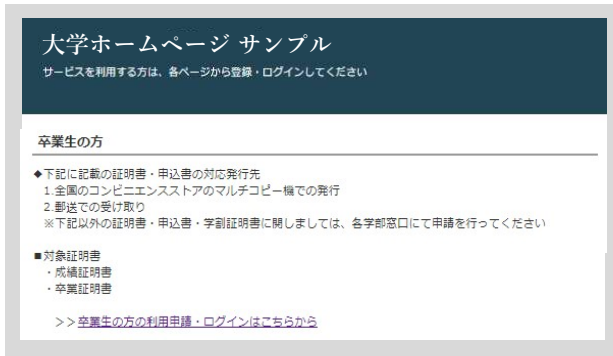 大学ホームページ サンプル
サービスを利用する方は、各ページから登録・ログインしてください
卒業生の方
◆下記に記載の証明書・申込書の対応発行先
1.全国のコンビニエンスストアのマルチコピー機での発行
2.郵送での受け取り
※下記以外の証明書・申込書・学割証明書に関しましては、各学部窓口にて申請を行ってください
■対象証明書
・成績証明書
・卒業証明書
>>卒業生の方の利用申請・ログインはこちらから